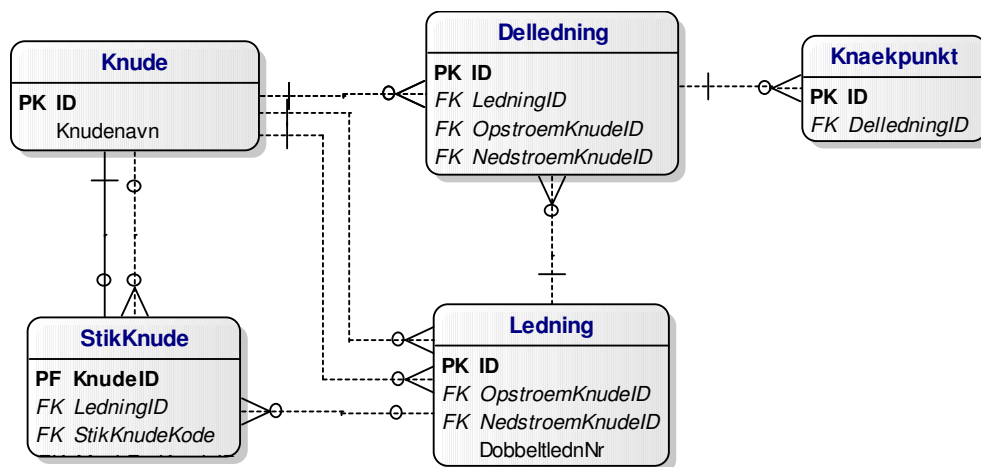 Knude
PK ID
Knudenavn
Delledning
PK ID
FK LedningID
FK OpstroemKnudeID
FK NedstroemKnudeID
Knaekpunkt
PK ID
FK DelledningID
StikKnude
PF KnudeID
FK LedningID
FK StikKnudeKode
Ledning
PK ID
FK OpstroemKnudeID
FK NedstroemKnudeID
DobbeltlednNr